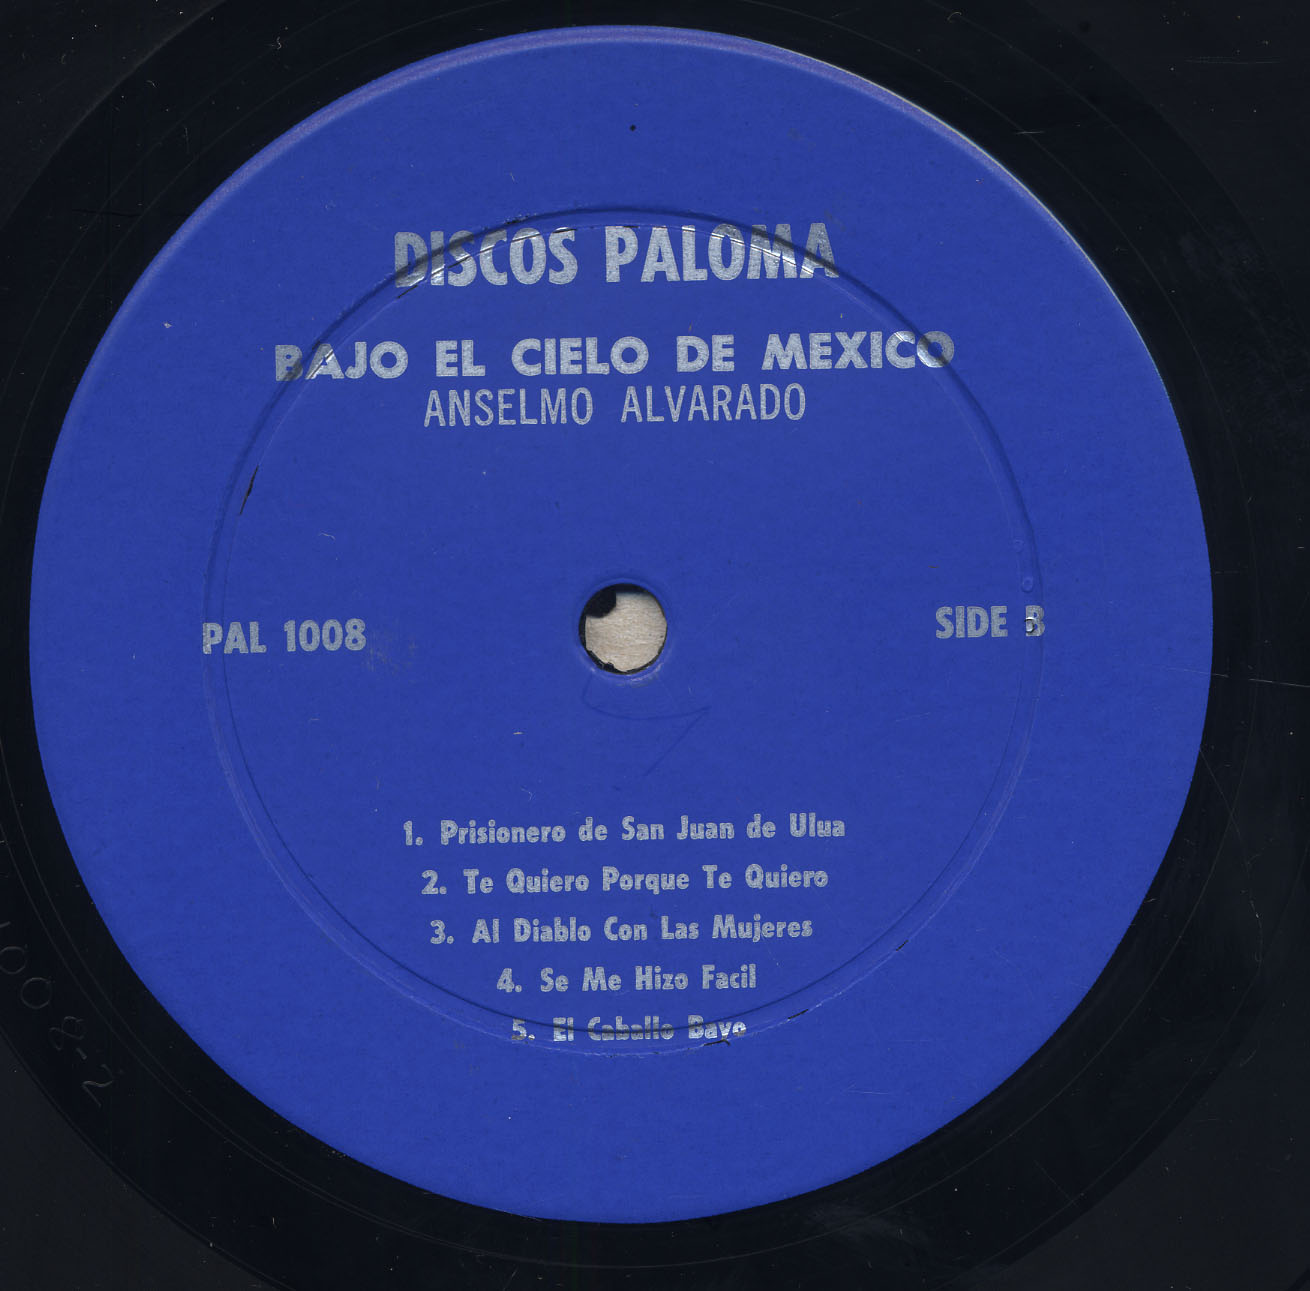 DISCOS PALOMA
BAJO EL CIELO DE MEXICO
ANSELMO ALVARADO
PAL 1008
SIDE B
1. Prisionero de San Juan de Ulua
2. Te Quiero Porque Te Quiero
3. Al Diablo Con Las Mujeres
4. Se Me Hizo Facil
5. El Caballo Bayo
1008-2